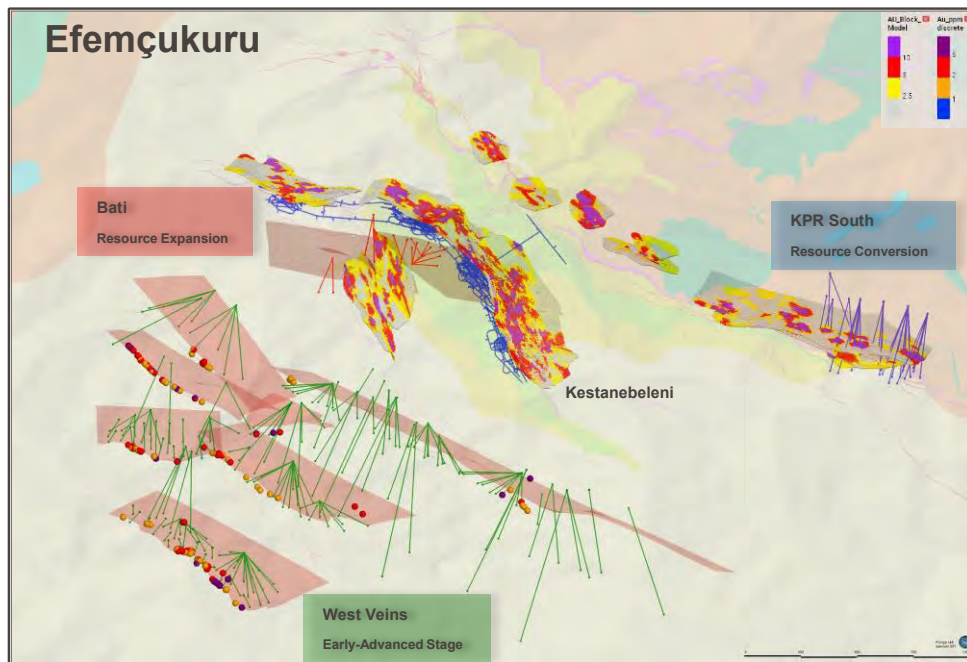 Efemçukuru
AU_Block_
Model
10
5
2.5
Au_ppm
discrete
5
2
1
Bati
Resource Expansion
KPR South
Resource Conversion
Kestanebeleni
West Veins
Early-Advanced Stage